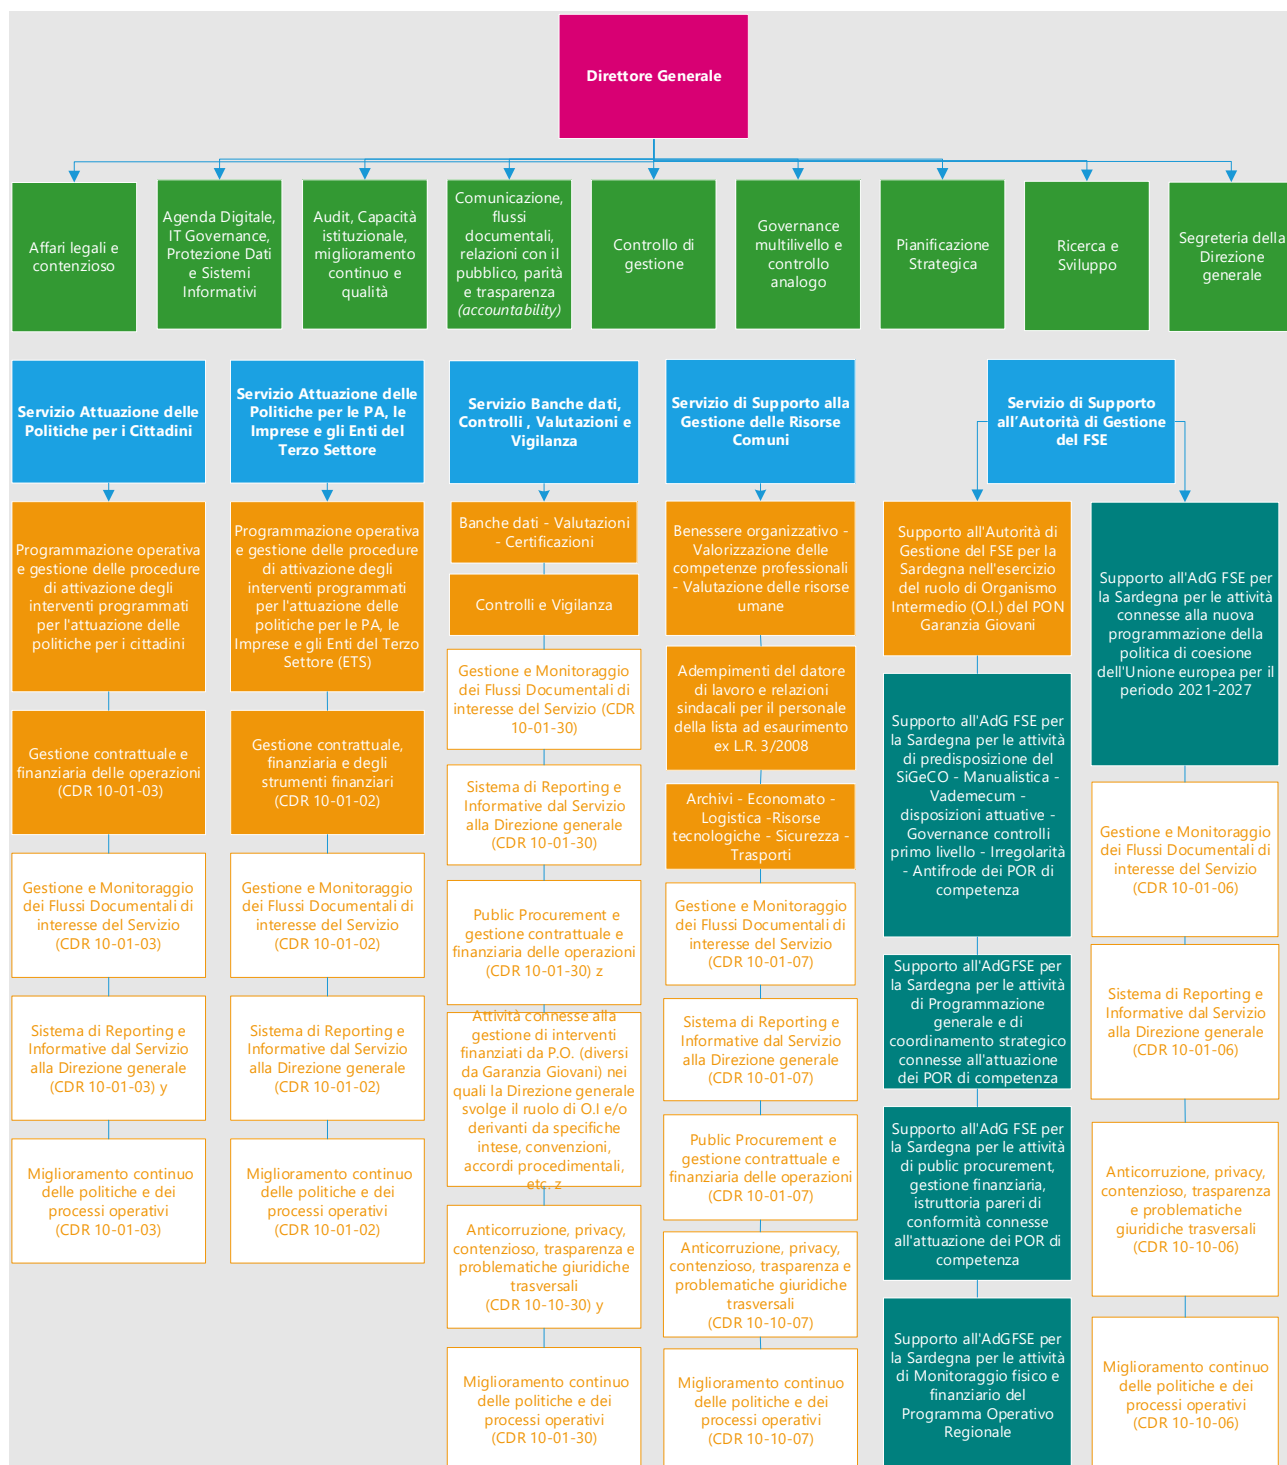 Direttore Generale
Affari legali e
contenzioso
Agenda Digitale,
IT Governance,
Protezione Dati
e Sistemi
Informativi
Audit, Capacità
istituzionale,
miglioramento
continuo e
qualità
Comunicazione,
flussi
documentali,
relazioni con il
pubblico, parità
e trasparenza
(accountability)
Controllo di
gestione
Governance
multilivello e
controllo
analogo
Pianificazione
Strategica
Ricerca e
Sviluppo
Segreteria della
Direzione
generale
Servizio Attuazione delle
Politiche per i Cittadini
Programmazione operativa
e gestione delle procedure
di attivazione degli
interventi programmati
per l'attuazione delle
politiche per i cittadini
Gestione contrattuale e
finanziaria delle operazioni
(CDR 10-01-03)
Gestione e Monitoraggio
dei Flussi Documentali di
interesse del Servizio
(CDR 10-01-03)
Sistema di Reporting e
Informative dal Servizio
alla Direzione generale
(CDR 10-01-03) y
Miglioramento continuo
delle politiche e dei
processi operativi
(CDR 10-01-03)
Servizio Attuazione delle
Politiche per le PA, le
Imprese e gli Enti del
Terzo Settore
Programmazione operativa
e gestione delle procedure
di attivazione degli
interventi programmati
per l'attuazione delle
politiche per le PA, le
Imprese e gli Enti del Terzo
Settore (ETS)
Gestione contrattuale,
finanziaria e degli
strumenti finanziari
(CDR 10-01-02)
Gestione e Monitoraggio
dei Flussi Documentali di
interesse del Servizio
(CDR 10-01-02)
Sistema di Reporting e
Informative dal Servizio
alla Direzione generale
(CDR 10-01-02)
Miglioramento continuo
delle politiche e dei
processi operativi
(CDR 10-01-02)
Servizio Banche dati,
Controlli , Valutazioni e
Vigilanza
Banche dati - Valutazioni
- Certificazioni
Controlli e Vigilanza
Gestione e Monitoraggio
dei Flussi Documentali di
interesse del Servizio (CDR
10-01-30)
Sistema di Reporting e
Informative dal Servizio
alla Direzione generale
(CDR 10-01-30)
Public Procurement e
gestione contrattuale e
finanziaria delle operazioni
(CDR 10-01-30) z
Attività connesse alla
gestione di interventi
finanziati da P.O. (diversi
da Garanzia Giovani) nei
quali la Direzione generale
svolge il ruolo di O.I e/o
derivanti da specifiche
intese, convenzioni,
accordi procedimentali,
etc. z
Anticorruzione, privacy,
contenzioso, trasparenza e
problematiche giuridiche
trasversali
(CDR 10-10-30) y
Miglioramento continuo
delle politiche e dei
processi operativi
(CDR 10-01-30)
Servizio di Supporto alla
Gestione delle Risorse
Comuni
Benessere organizzativo -
Valorizzazione delle
competenze professionali
- Valutazione delle risorse
umane
Adempimenti del datore
di lavoro e relazioni
sindacali per il personale
della lista ad esaurimento
ex L.R. 3/2008
Archivi - Economato -
Logistica -Risorse
tecnologiche - Sicurezza -
Trasporti
Gestione e Monitoraggio
dei Flussi Documentali di
interesse del Servizio
(CDR 10-01-07)
Sistema di Reporting e
Informative dal Servizio
alla Direzione generale
(CDR 10-01-07)
Public Procurement e
gestione contrattuale e
finanziaria delle operazioni
(CDR 10-01-07)
Anticorruzione, privacy,
contenzioso, trasparenza e
problematiche giuridiche
trasversali
(CDR 10-10-07)
Miglioramento continuo
delle politiche e dei
processi operativi
(CDR 10-10-07)
Servizio di Supporto
all'Autorità di Gestione
del FSE
Supporto all'Autorità di
Gestione del FSE per la
Sardegna nell'esercizio
del ruolo di Organismo
Intermedio (O.I.) del PON
Garanzia Giovani
Supporto all'AdG FSE per
la Sardegna per le attività
di predisposizione del
SiGeCO - Manualistica -
Vademecum -
disposizioni attuative -
Governance controlli
primo livello - Irregolarità
- Antifrode dei POR di
competenza
Supporto all'AdGFSE per
la Sardegna per le attività
di Programmazione
generale e di
coordinamento strategico
connesse all'attuazione
dei POR di competenza
Supporto all'AdG FSE per
la Sardegna per le attività
di public procurement,
gestione finanziaria,
istruttoria pareri di
conformità connesse
all'attuazione dei POR di
competenza
Supporto all'AdGFSE per
la Sardegna per le attività
di Monitoraggio fisico e
finanziario del
Programma Operativo
Regionale
Supporto all'AdG FSE per
la Sardegna per le attività
connesse alla nuova
programmazione della
politica di coesione
dell'Unione europea per il
periodo 2021-2027
Gestione e Monitoraggio
dei Flussi Documentali di
interesse del Servizio
(CDR 10-01-06)
Sistema di Reporting e
Informative dal Servizio
alla Direzione generale
(CDR 10-01-06)
Anticorruzione, privacy,
contenzioso, trasparenza
e problematiche
giuridiche trasversali
(CDR 10-10-06)
Miglioramento continuo
delle politiche e dei
processi operativi
(CDR 10-10-06)